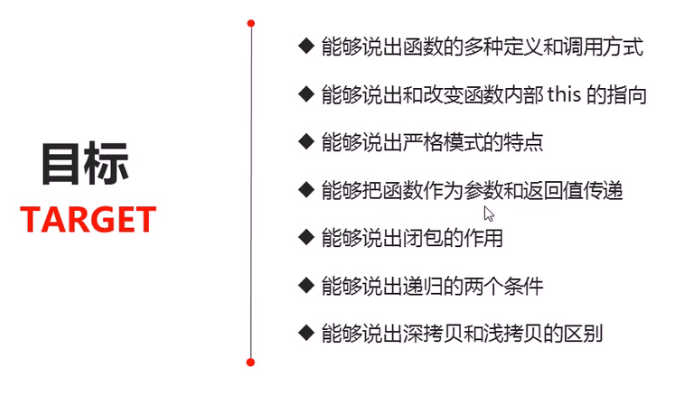 目标
TARGET
能够说出函数的多种定义和调用方式
能够说出和改变函数内部 this 的指向
能够说出严格模式的特点
能够把函数作为参数和返回值传递
能够说出闭包的作用
能够说出递归的两个条件
能够说出深拷贝和浅拷贝的区别